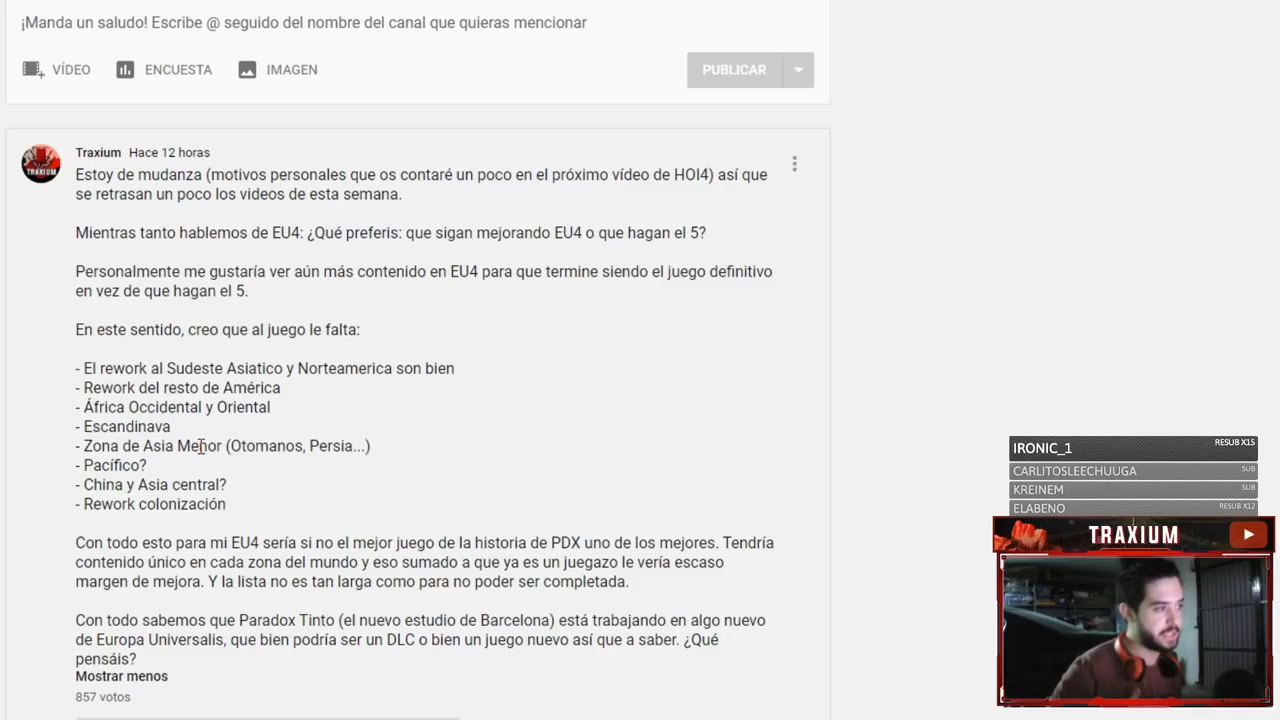 ¡Manda un saludo! Escribe @ seguido del nombre del canal que quieras mencionar
VÍDEO
ENCUESTA
IMAGEN
PUBLICAR
Traxium Hace 12 horas
Estoy de mudanza (motivos personales que os contaré un poco en el próximo vídeo de HOI4) así que
se retrasan un poco los videos de esta semana.
Mientras tanto hablemos de EU4: ¿Qué preferis: que sigan mejorando EU4 o que hagan el 5?
Personalmente me gustaría ver aún más contenido en EU4 para que termine siendo el juego definitivo
en vez de que hagan el 5.
En este sentido, creo que al juego le falta:
- El rework al Sudeste Asiatico y Norteamerica son bien
- Rework del resto de América
- África Occidental y Oriental
- Escandinava
- Zona de Asia Menor (Otomanos, Persia...)
- Pacífico?
- China y Asia central?
- Rework colonización
Con todo esto para mi EU4 sería si no el mejor juego de la historia de PDX uno de los mejores. Tendría
contenido único en cada zona del mundo y eso sumado a que ya es un juegazo le vería escaso
margen de mejora. Y la lista no es tan larga como para no poder ser completada.
Con todo sabemos que Paradox Tinto (el nuevo estudio de Barcelona) está trabajando en algo nuevo
de Europa Universalis, que bien podría ser un DLC o bien un juego nuevo así que a saber. ¿Qué
pensáis?
Mostrar menos
857 votos
TRAXIUM
IRONIC_1 RESUB X15
CARLITOSLEECHUUGA SUB
KREINEM SUB
ELABENO RESUB X12
TRAXIUM